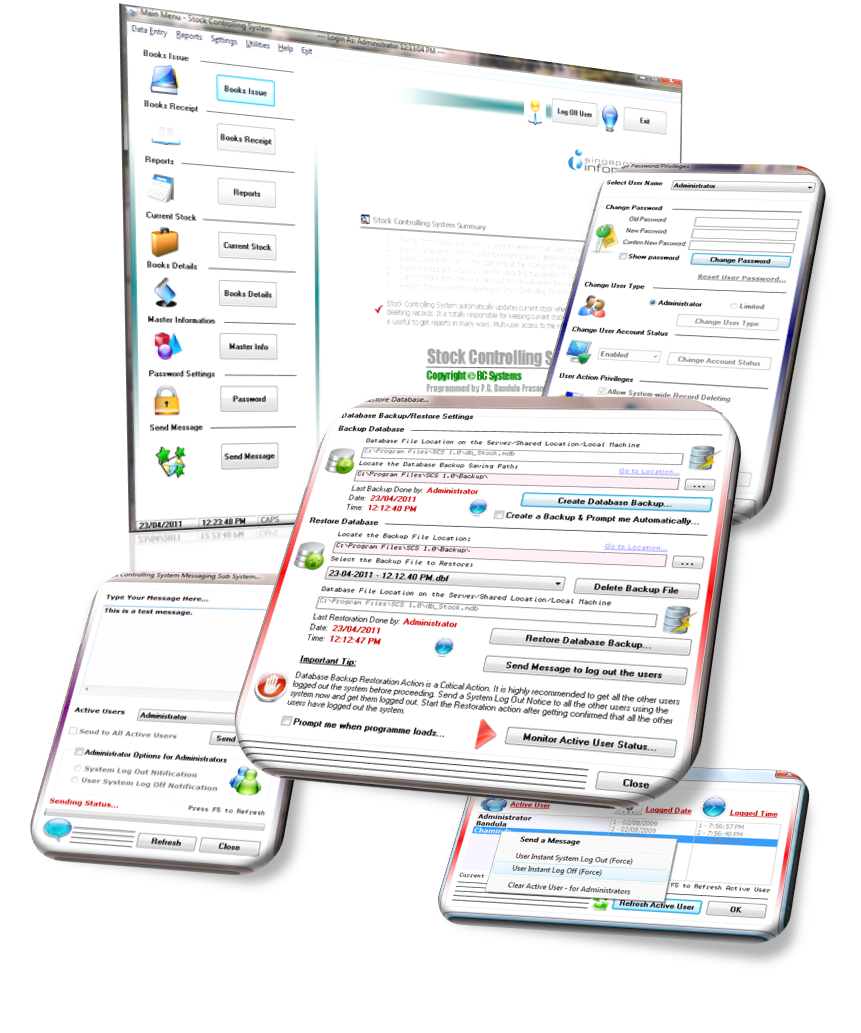 Main Menu - Stock Controlling System
---- Login As: Administrator 12:23:04 PM ----
Data Entry Reports Settings Utilities Help Exit
Books Issue
Books Issue
Books Receipt
Books Receipt
Reports
Reports
Current Stock
Current Stock
Books Details
Books Details
Master Information
Master Info
Password Settings
Password
Send Message
Send Message
23/04/2011 12:23:40 PM CAPS
Log Off User
Exit
singapo
infor
Stock Controlling System Summary
Stock Controlling System automatically updates current stock whe
deleting records. It is totally responsible for keeping current stoc
is useful to get reports in many ways. Multi-user access to the s
Stock Controlling S
Copyright © BC Systems
Programmed by P.G. Bandula Prasan
Password/Privileges
Select User Name Administrator
Change Password
Old Password
New Password
Confirm New Password
Show password
Change Password
Reset User Password...
Change User Type
Administrator Limited
Change User Type
Change User Account Status
Enabled Change Account Status
User Action Privileges
Allow System-wide Record Deleting
store Database...
Database Backup/Restore Settings
Backup Database
Database File Location on the Server/Shared Location/Local Machine
C:\Program Files\SCS 1.0\db_Stock.mdb
Locate the Database Backup Saving Path:
Go to Location...
C:\Program Files\SCS 1.0\Backup\
...
Last Backup Done by: Administrator
Date: 23/04/2011
Time: 12:12:40 PM
Create Database Backup...
Create a Backup & Prompt me Automatically...
Restore Database
Locate the Backup File Location:
Go to Location...
C:\Program Files\SCS 1.0\Backup\
...
Select the Backup File to Restore:
23-04-2011 - 12.12.40 PM.dbf
Delete Backup File
Database File Location on the Server/Shared Location/Local Machine
C:\Program Files\SCS 1.0\db_Stock.mdb
Last Restoration Done by: Administrator
Date: 23/04/2011
Time: 12:12:47 PM
Restore Database Backup...
Send Message to log out the users
Important Tip:
Database Backup Restoration Action is a Critical Action. It is highly recommended to get all the other users
logged out the system before proceeding. Send a System Log Out Notice to all the other users using the
system now and get them logged out. Start the Restoration action after getting confirmed that all the other
users have logged out the system.
Prompt me when programme loads...
Monitor Active User Status...
Close
Controlling System Messaging Sub System...
Type Your Message Here...
This is a test message.
Active Users Administrator
Send to All Active Users
Send
Administrator Options for Administrators
System Log Out Nitification
User System Log Off Notification
Sending Status...
Press F5 to Refresh
Refresh
Close
Active User Logged Date Logged Time
Administrator 1 - 02/08/2009 1 - 7:56:57 PM
Bandula 2 - 02/08/2009 2 - 7:56:40 PM
Chaminda
Send a Message
User Instant System Log Out (Force)
User Instant Log Off (Force)
Clear Active User - for Administrators
Current
F5 to Refresh Active User
Refresh Active User
OK